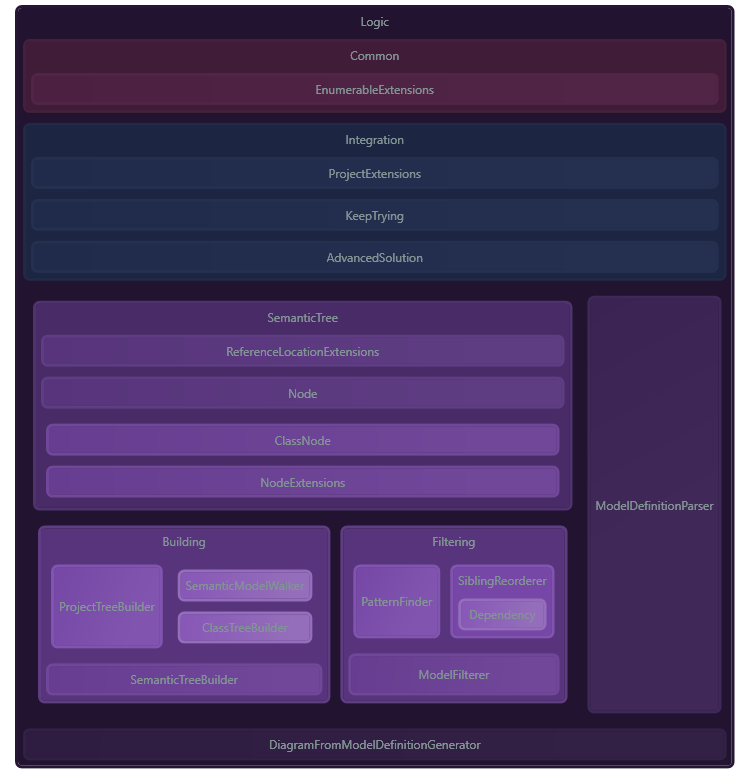 Logic
Common
EnumerableExtensions
Integration
ProjectExtensions
KeepTrying
AdvancedSolution
SemanticTree
ReferenceLocationExtensions
Node
ClassNode
NodeExtensions
ModelDefinitionParser
Building
ProjectTreeBuilder
SemanticModelWalker
ClassTreeBuilder
SemanticTreeBuilder
Filtering
PatternFinder
SiblingReorderer
Dependency
ModelFilterer
DiagramFromModelDefinitionGenerator